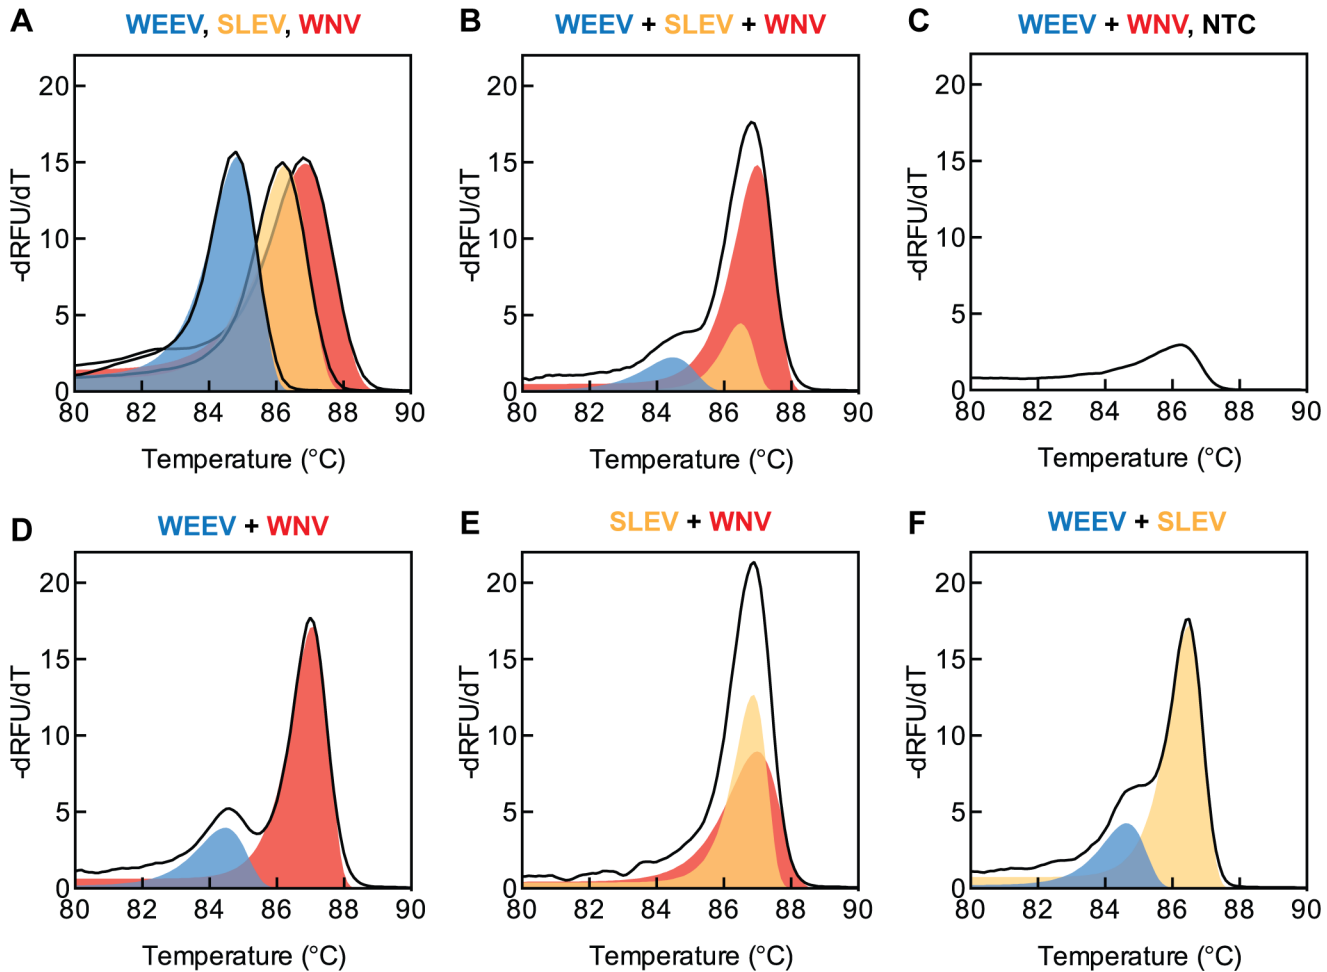 A WEEV, SLEV, WNV
B WEEV + SLEV + WNV
C WEEV + WNV, NTC
-dRFU/dT
20
15
10
5
0
80 82 84 86 88 90
Temperature (°C)
-dRFU/dT
20
15
10
5
0
80 82 84 86 88 90
Temperature (°C)
-dRFU/dT
20
15
10
5
0
80 82 84 86 88 90
Temperature (°C)
D WEEV + WNV
E SLEV + WNV
F WEEV + SLEV
-dRFU/dT
20
15
10
5
0
80 82 84 86 88 90
Temperature (°C)
-dRFU/dT
20
15
10
5
0
80 82 84 86 88 90
Temperature (°C)
-dRFU/dT
20
15
10
5
0
80 82 84 86 88 90
Temperature (°C)